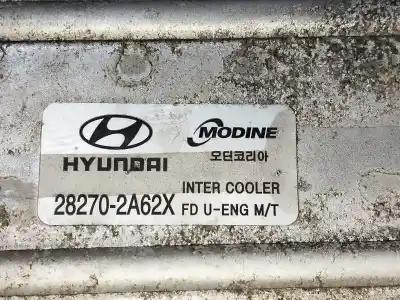 HYUNDAI
MODINE
모딘코리아
INTER COOLER
28270-2A62X FD U-ENG M/T